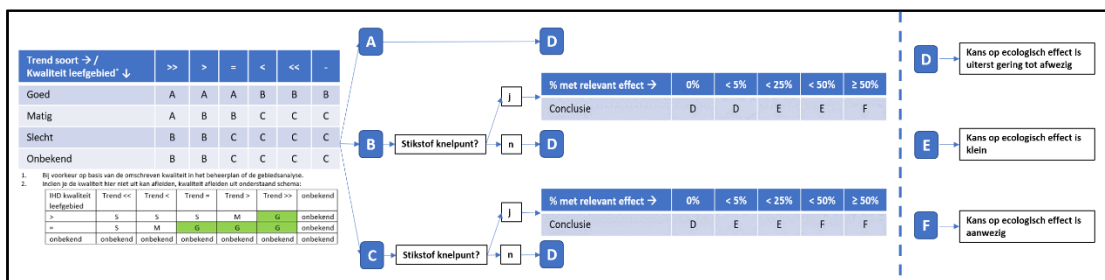 Trend soort → /
Kwaliteit leefgebied* ↓ >> > = < << -
Goed A A A B B B
Matig A B B C C C
Slecht B B C C C C
Onbekend B B C C C C
1. Bij voorkeur op basis van de omschreven kwaliteit in het beheerplan of de gebiedsanalyse.
2. Indien je de kwaliteit hier niet uit kan afleiden, kwaliteit afleiden uit onderstaand schema:
IHD kwaliteit
leefgebied Trend << Trend < Trend = Trend > Trend >> onbekend
> S S S M G onbekend
= S M G G G onbekend
onbekend onbekend onbekend onbekend onbekend onbekend onbekend
A
D
B
Stikstof knelpunt?
j
% met relevant effect → 0% < 5% < 25% < 50% ≥ 50%
Conclusie D D E E F
n
D
C
Stikstof knelpunt?
j
% met relevant effect → 0% < 5% < 25% < 50% ≥ 50%
Conclusie D E E F F
n
D
D
Kans op ecologisch effect is
uiterst gering tot afwezig
E
Kans op ecologisch effect is
klein
F
Kans op ecologisch effect is
aanwezig